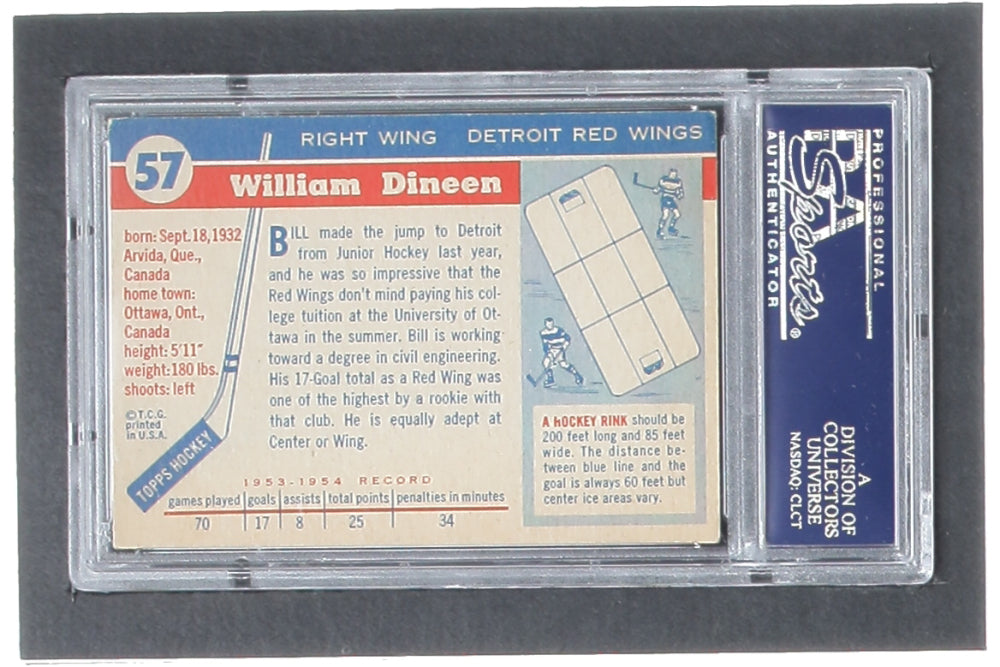 57
RIGHT WING DETROIT RED WINGS
William Dineen
born: Sept. 18, 1932
Arvida, Que.,
Canada
home town:
Ottawa, Ont.,
Canada
height: 5'11"
weight: 180 lbs.
shoots: left
© T.C.G.
printed
in U.S.A.
TOPPS HOCKEY
BILL made the jump to Detroit
from Junior Hockey last year,
and he was so impressive that the
Red Wings don't mind paying his col-
lege tuition at the University of Ot-
tawa in the summer. Bill is working
toward a degree in civil engineering.
His 17-Goal total as a Red Wing was
one of the highest by a rookie with
that club. He is equally adept at
Center or Wing.
A HOCKEY RINK should be
200 feet long and 85 feet
wide. The distance be-
tween blue line and the
goal is always 60 feet but
center ice areas vary.
1953-1954 RECORD
games played goals assists total points penalties in minutes
70 17 8 25 34
PROFESSIONAL
PSA
Sports
®
AUTHENTICATOR
A
DIVISION OF
COLLECTORS
UNIVERSE
NASDAQ: CLCT